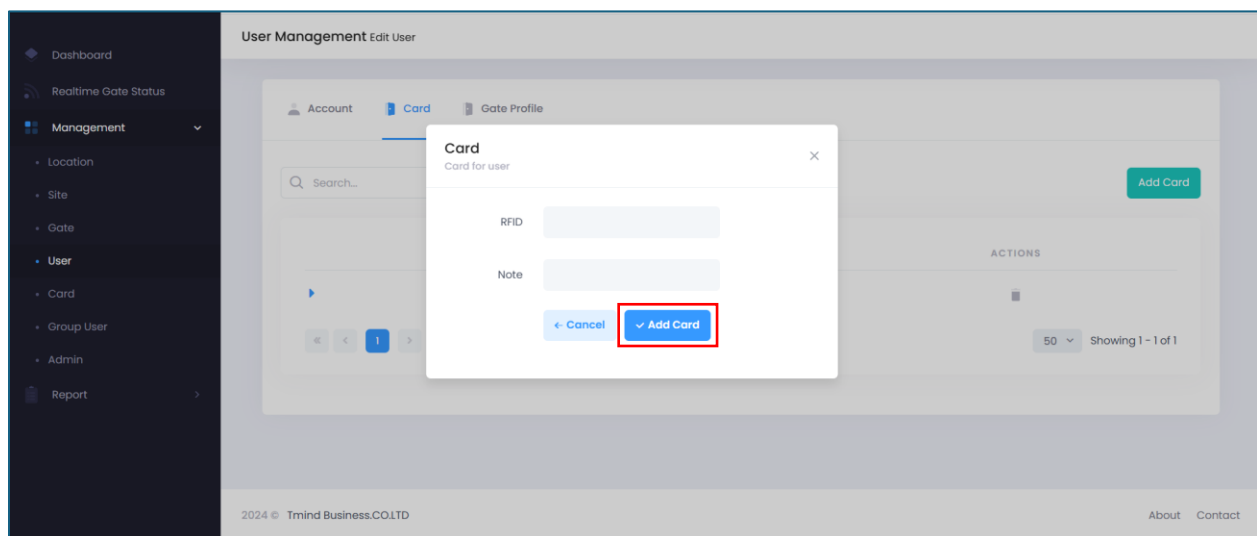 User Management Edit User
Dashboard
Realtime Gate Status
Management
Location
Site
Gate
User
Card
Group User
Admin
Report
Account Card Gate Profile
Search...
Add Card
ACTIONS
1
50 Showing 1 - 1 of 1
Card
Card for user
RFID
Note
Cancel Add Card
2024 © Tmind Business.CO.LTD
About Contact